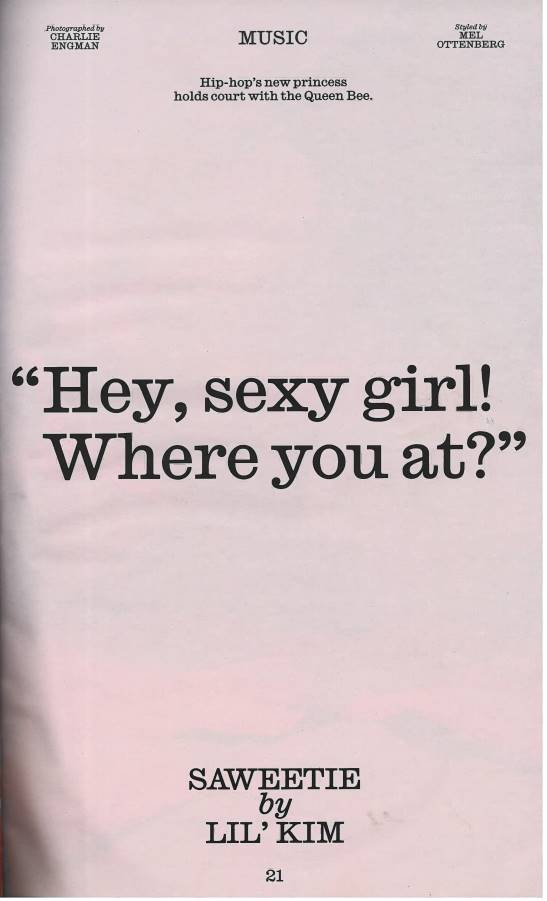 Photographed by
CHARLIE
ENGMAN
MUSIC
Styled by
MEL
OTTENBERG
Hip-hop's new princess
holds court with the Queen Bee.
“Hey, sexy girl!
Where you at?”
SAWEETIE
by
LIL’ KIM
21